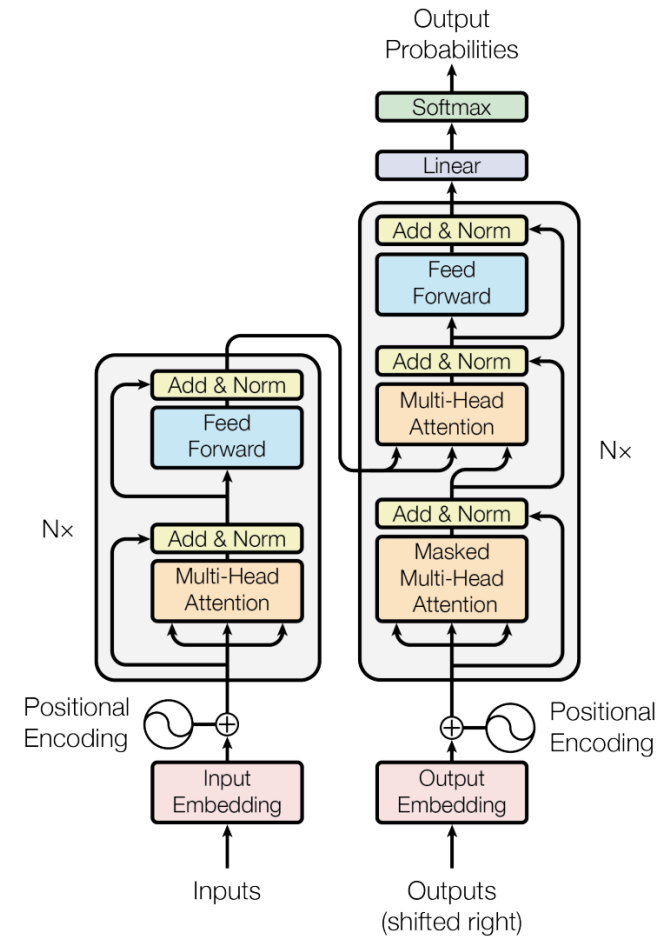 Output
Probabilities
Softmax
Linear
Add & Norm
Feed
Forward
Add & Norm
Multi-Head
Attention
Add & Norm
Masked
Multi-Head
Attention
N×
Add & Norm
Feed
Forward
Add & Norm
Multi-Head
Attention
N×
Positional
Encoding
Positional
Encoding
Input
Embedding
Output
Embedding
Inputs
Outputs
(shifted right)